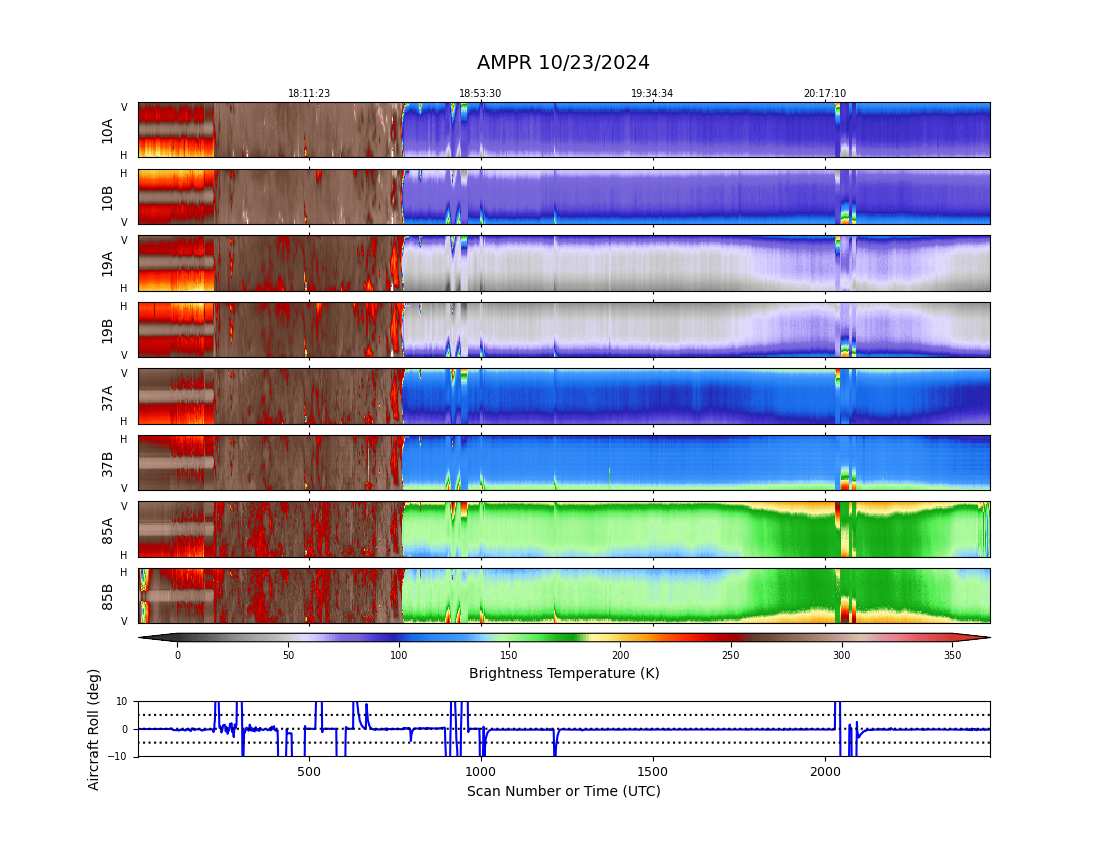 AMPR 10/23/2024
18:11:23 18:53:30 19:34:34 20:17:10
V
10A
H
H
10B
V
V
19A
H
H
19B
V
V
37A
H
H
37B
V
V
85A
H
H
85B
V
0 50 100 150 200 250 300 350
Brightness Temperature (K)
Aircraft Roll (deg)
10
0
−10
500 1000 1500 2000
Scan Number or Time (UTC)